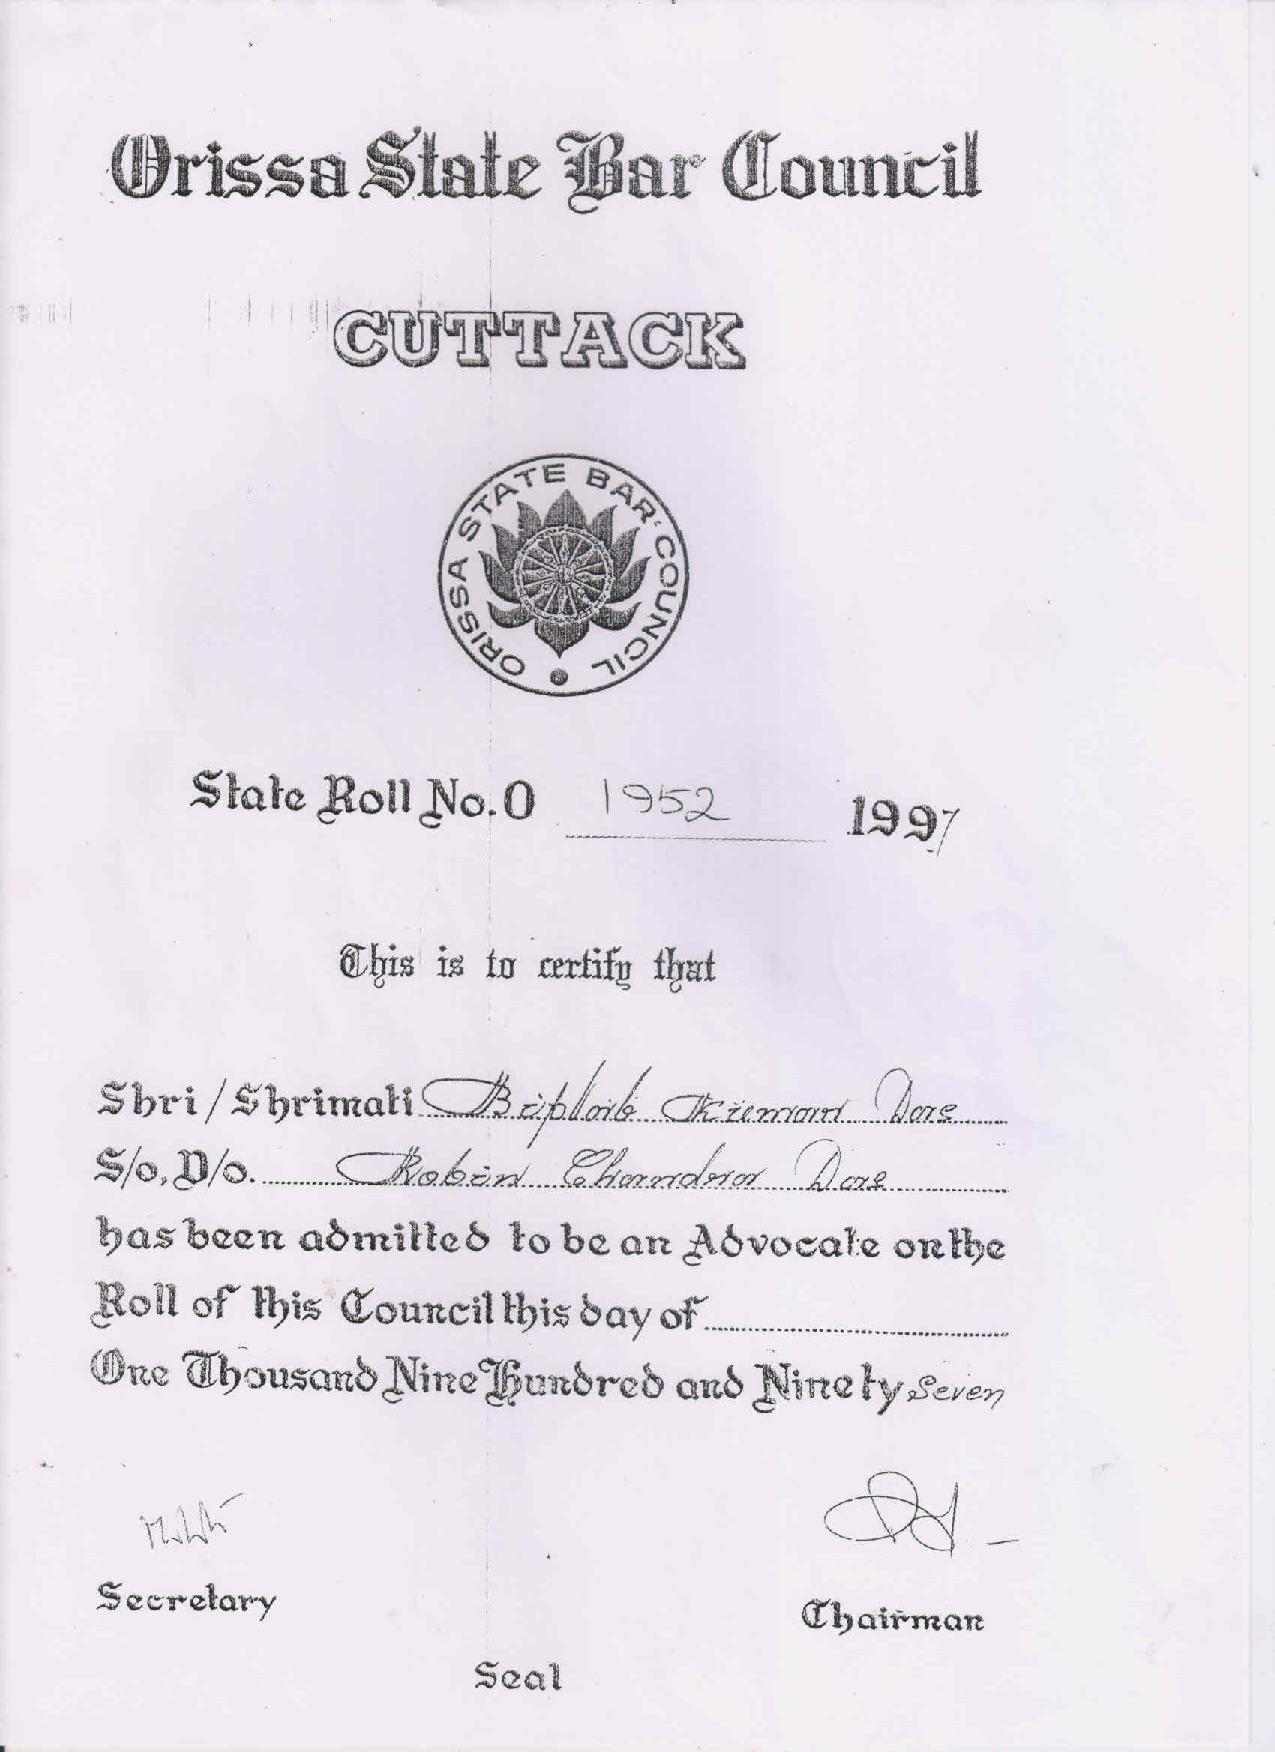 Orissa State Bar Council
CUTTACK
ORISSA STATE BAR COUNCIL
State Roll No. O 1952 1997
This is to certify that
Shri / Shrimati Biplab Kumar Das
S/o, D/o. Robin Chandra Das
has been admitted to be an Advocate on the
Roll of this Council this day of
One Thousand Nine Hundred and Ninety Seven
Secretary
Chairman
Seal